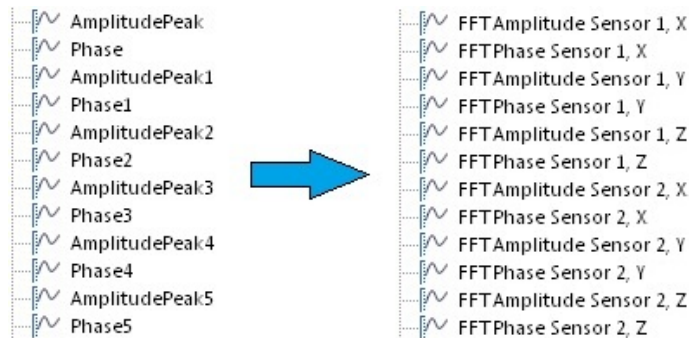 AmplitudePeak
Phase
AmplitudePeak1
Phase1
AmplitudePeak2
Phase2
AmplitudePeak3
Phase3
AmplitudePeak4
Phase4
AmplitudePeak5
Phase5
FFTAmplitude Sensor 1, X
FFTPhase Sensor 1, X
FFTAmplitude Sensor 1, Y
FFTPhase Sensor 1, Y
FFTAmplitude Sensor 1, Z
FFTPhase Sensor 1, Z
FFTAmplitude Sensor 2, X
FFTPhase Sensor 2, X
FFTAmplitude Sensor 2, Y
FFTPhase Sensor 2, Y
FFTAmplitude Sensor 2, Z
FFTPhase Sensor 2, Z